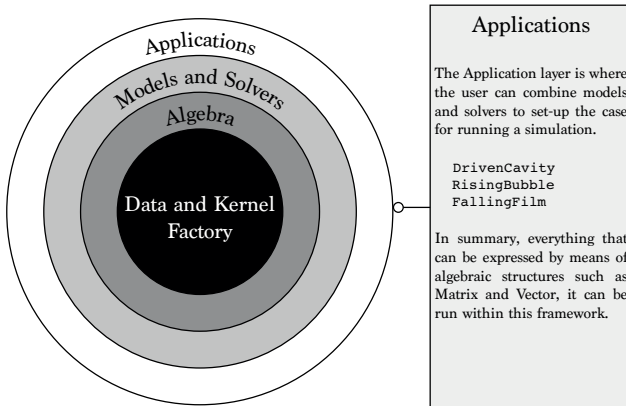 Applications
Models and Solvers
Algebra
Data and Kernel
Factory
Applications
The Application layer is where
the user can combine models
and solvers to set-up the case
for running a simulation.
DrivenCavity
RisingBubble
FallingFilm
In summary, everything that
can be expressed by means of
algebraic structures such as
Matrix and Vector, it can be
run within this framework.